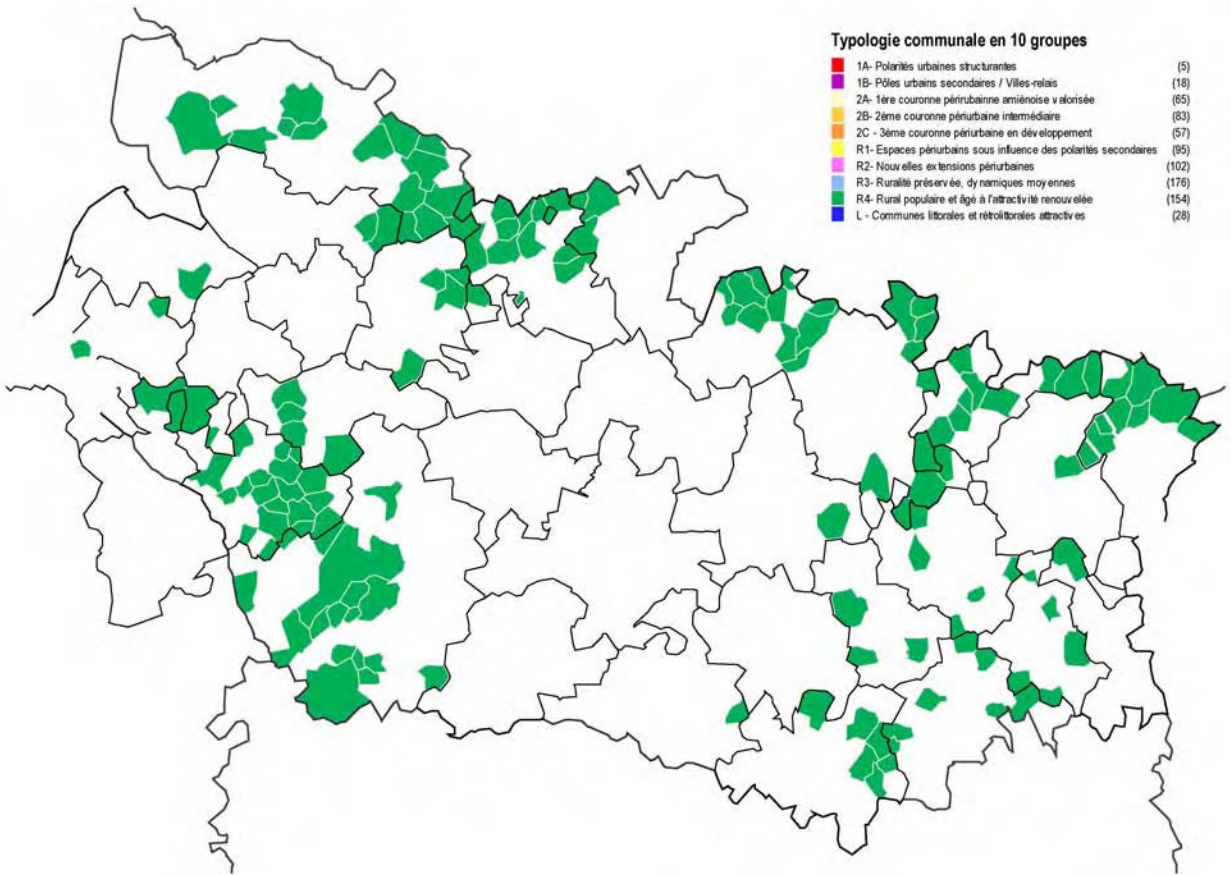 Typologie communale en 10 groupes
1A- Polarités urbaines structurantes (5)
1B- Pôles urbains secondaires / Villes-relais (18)
2A- 1ère couronne périrubainne amiénoise valorisée (65)
2B- 2ème couronne périurbaine intermédiaire (83)
2C - 3ème couronne périurbaine en développement (57)
R1- Espaces périurbains sous influence des polarités secondaires (95)
R2- Nouvelles extensions périurbaines (102)
R3- Ruralité préservée, dynamiques moyennes (176)
R4- Rural populaire et âgé à l'attractivité renouvelée (154)
L - Communes littorales et rétrolittorales attractives (28)